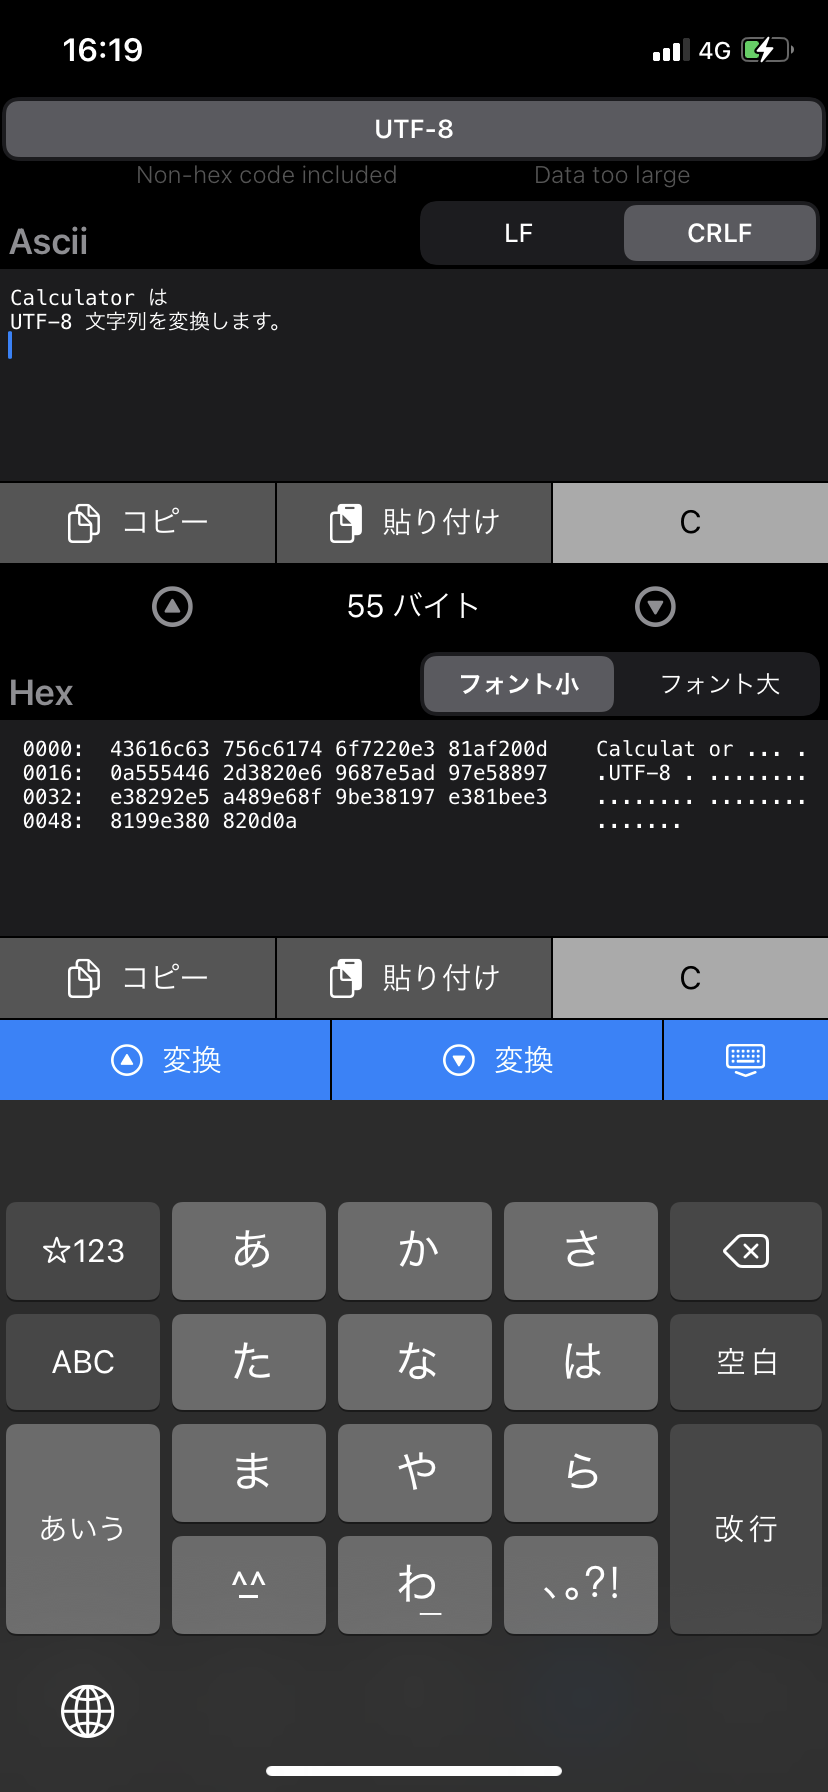 16:19
4G
UTF-8
Non-hex code included
Data too large
Ascii
LF
CRLF
Calculator は
UTF-8 文字列を変換します。
コピー
貼り付け
C
55 バイト
Hex
フォント小
フォント大
0000: 43616c63 756c6174 6f7220e3 81af200d Calculat or ... .
0016: 0a555446 2d3820e6 9687e5ad 97e58897 .UTF-8 . ........
0032: e38292e5 a489e68f 9be38197 e381bee3 ........ ........
0048: 8199e380 820d0a .......
コピー
貼り付け
C
変換
変換
☆123
あ
か
さ
ABC
た
な
は
空白
あいう
ま
や
ら
改行
^^
わ
、。?!